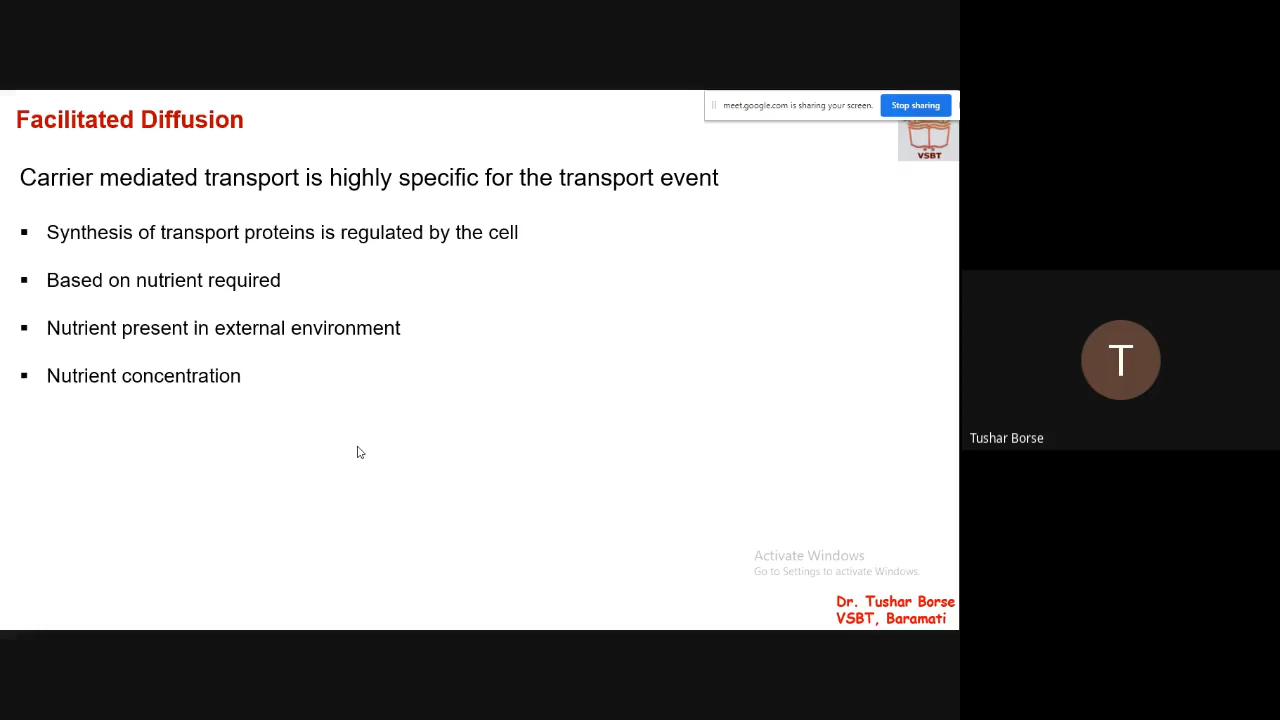 Facilitated Diffusion
meet.google.com is sharing your screen.
Stop sharing
VSBT
Carrier mediated transport is highly specific for the transport event
▪ Synthesis of transport proteins is regulated by the cell
▪ Based on nutrient required
▪ Nutrient present in external environment
▪ Nutrient concentration
T
Tushar Borse
Activate Windows
Go to Settings to activate Windows.
Dr. Tushar Borse
VSBT, Baramati